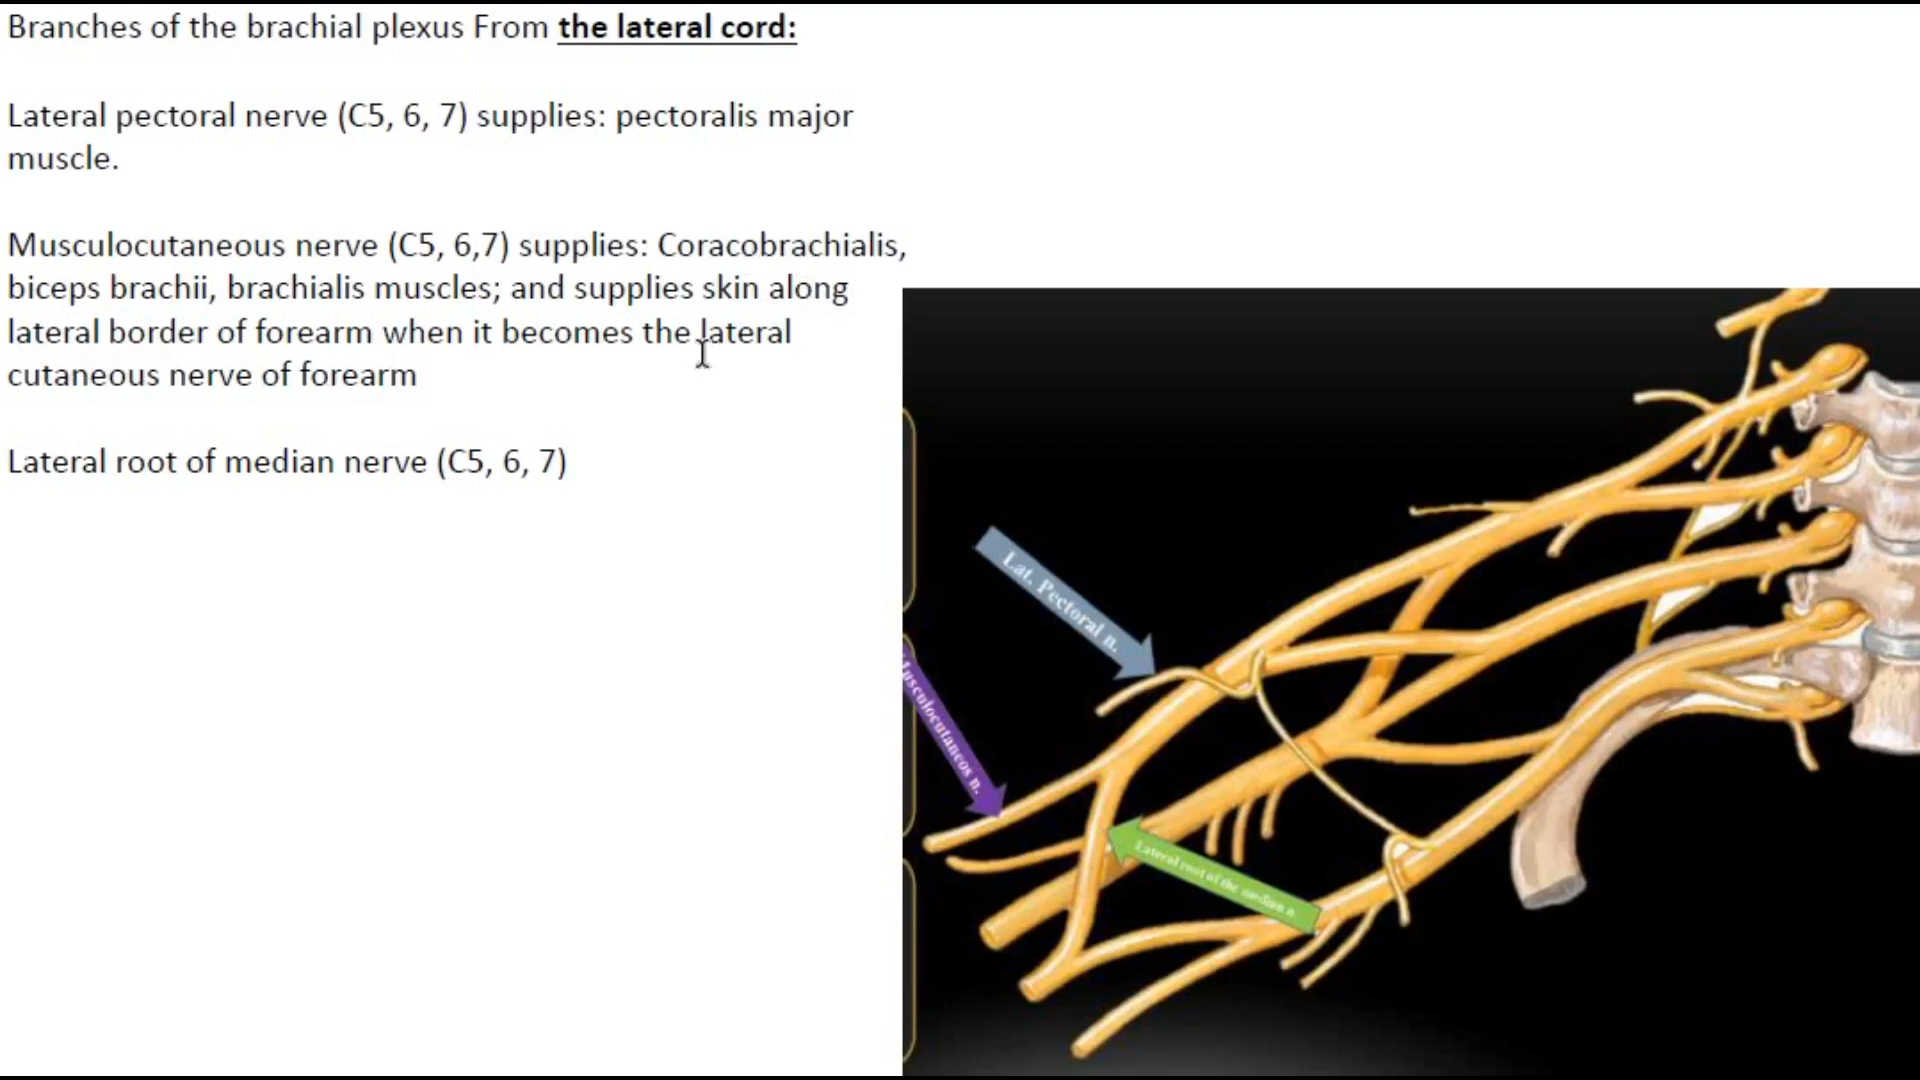 Branches of the brachial plexus From the lateral cord:
Lateral pectoral nerve (C5, 6, 7) supplies: pectoralis major
muscle.
Musculocutaneous nerve (C5, 6,7) supplies: Coracobrachialis,
biceps brachii, brachialis muscles; and supplies skin along
lateral border of forearm when it becomes the lateral
cutaneous nerve of forearm
Lateral root of median nerve (C5, 6, 7)
Lat. Pectoral n.
Musculocutaneos n.
Lateral root of the median n.